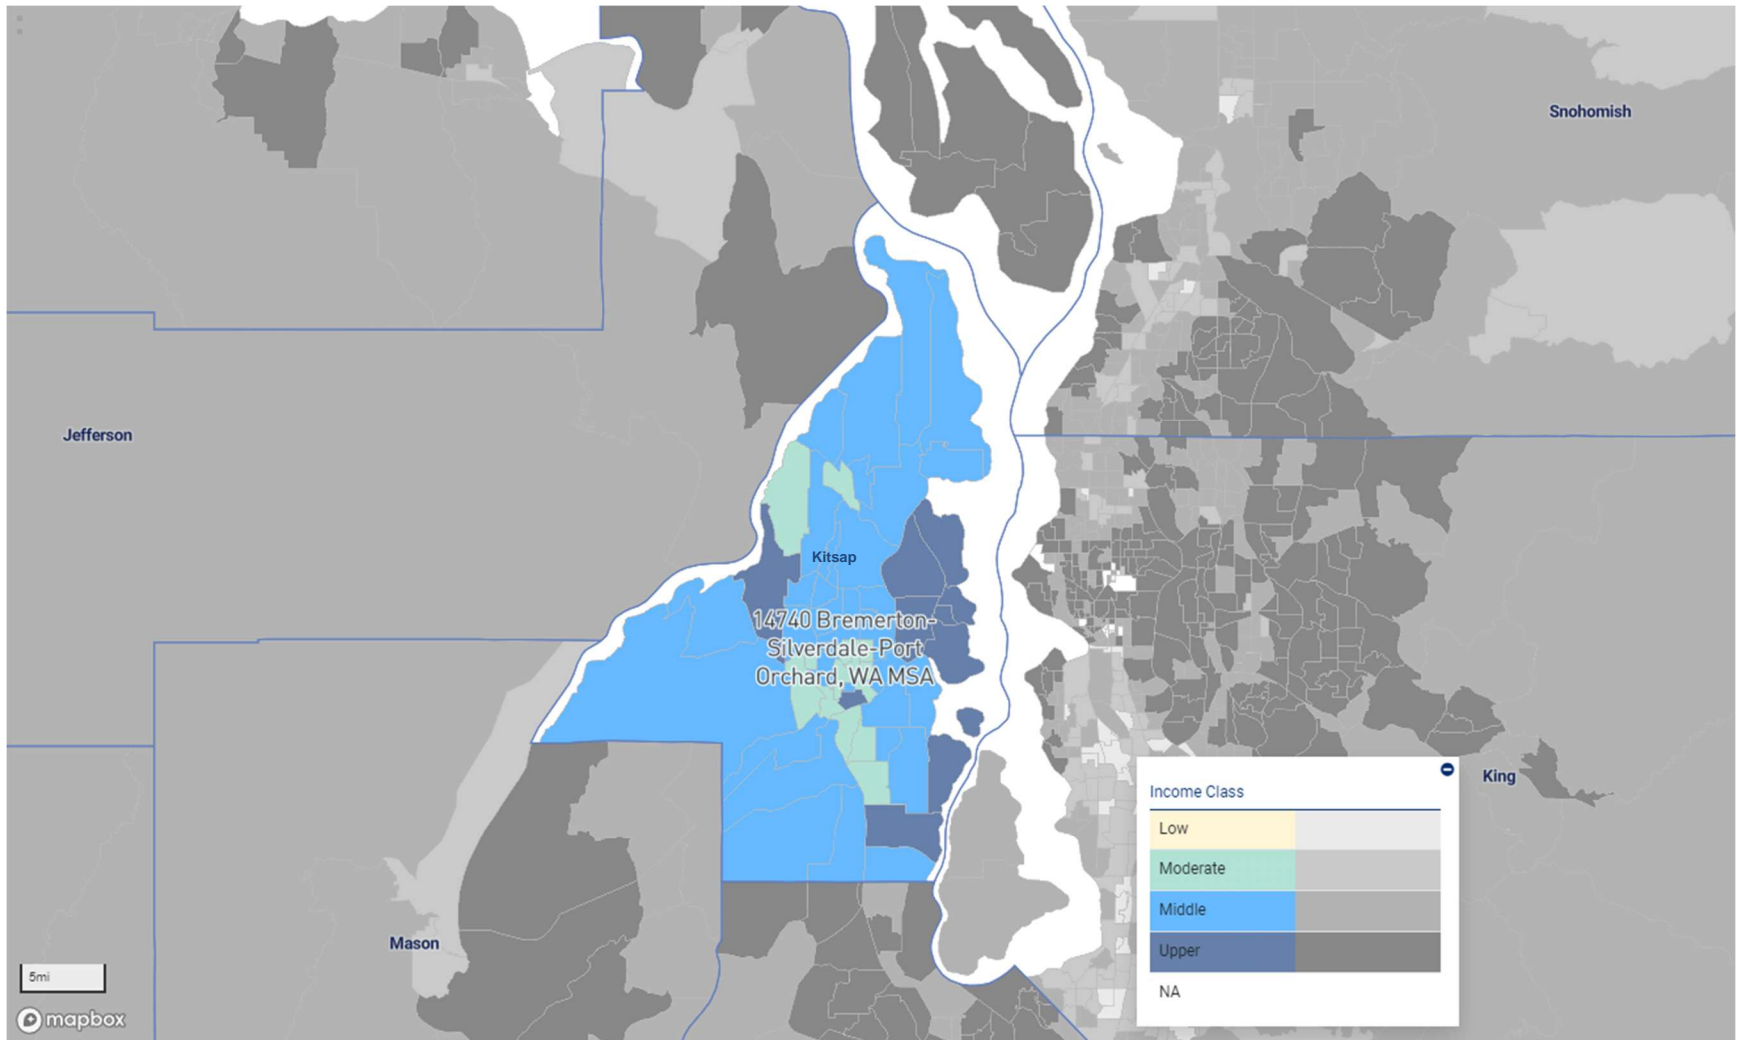 Snohomish
Jefferson
Kitsap
14740 Bremerton-
Silverdale-Port
Orchard, WA MSA
King
Mason
Income Class
Low
Moderate
Middle
Upper
NA
5mi
mapbox